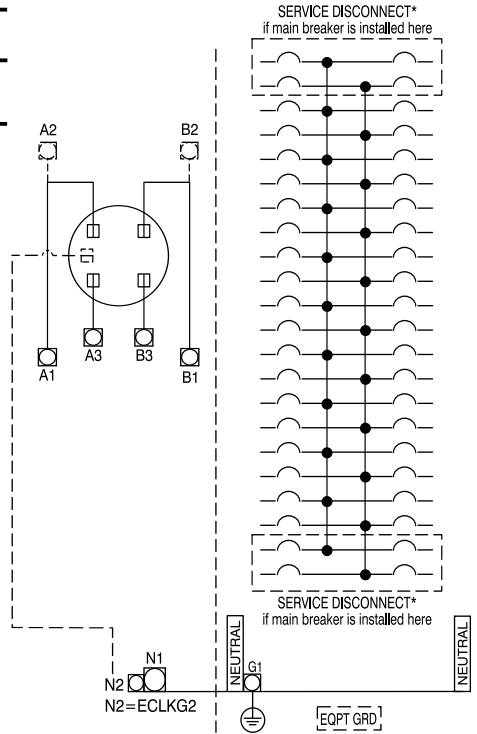 SERVICE DISCONNECT*
if main breaker is installed here
A2
B2
A3
B3
A1
B1
SERVICE DISCONNECT*
if main breaker is installed here
NEUTRAL
NEUTRAL
N1
G1
N2
N2=ECLKG2
EQPT GRD